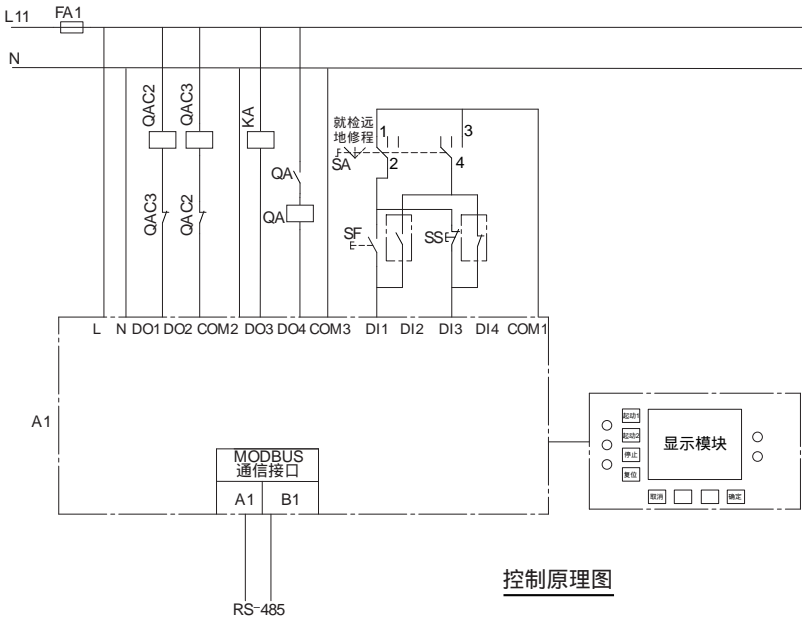 L11
FA1
N
QAC2
QAC3
KA
就检远
地修程
SA
1
3
2
4
QA
QAC3
QAC2
QA
SF
SS
L N DO1 DO2 COM2 DO3 DO4 COM3 DI1 DI2 DI3 DI4 COM1
A1
MODBUS
通信接口
A1 B1
RS-485
起动1
起动2
停止
复位
显示模块
取消
确定
控制原理图